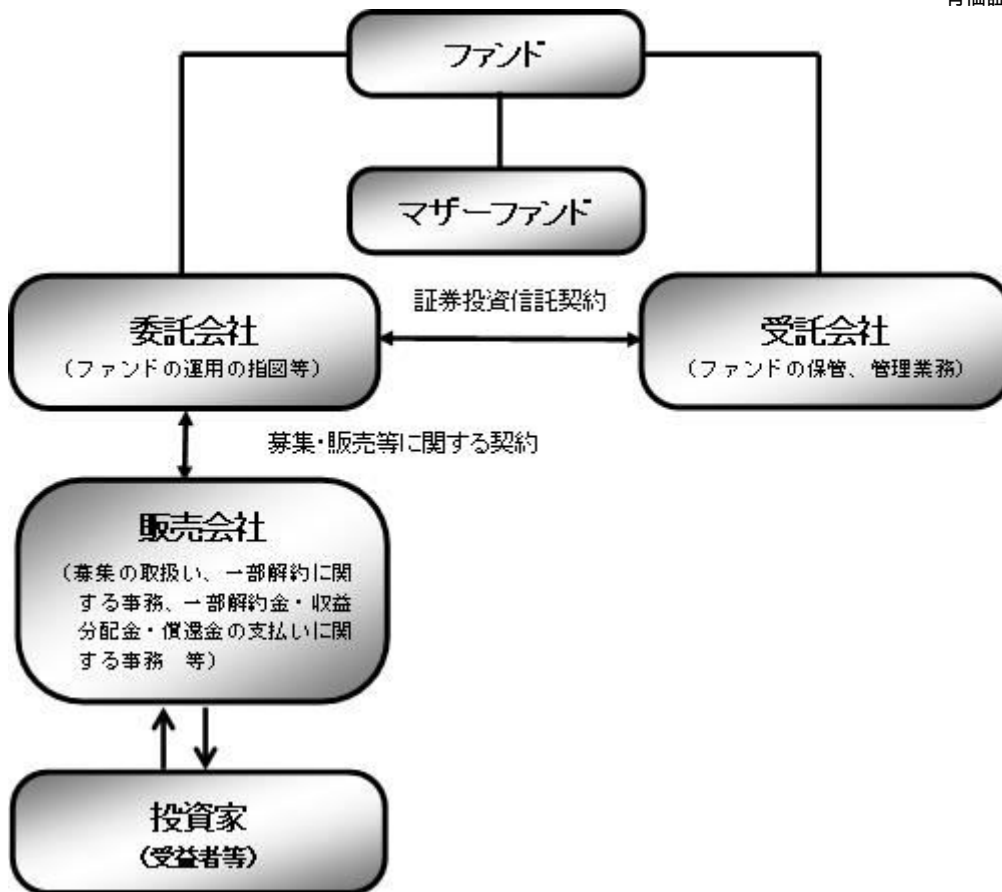 ファンド
マザーファンド
証券投資信託契約
委託会社
(ファンドの運用の指図等)
受託会社
(ファンドの保管、管理業務)
募集・販売等に関する契約
販売会社
(募集の取扱い、一部解約に関
する事務、一部解約金・収益
分配金・償還金の支払いに関
する事務 等)
投資家
(受益者等)